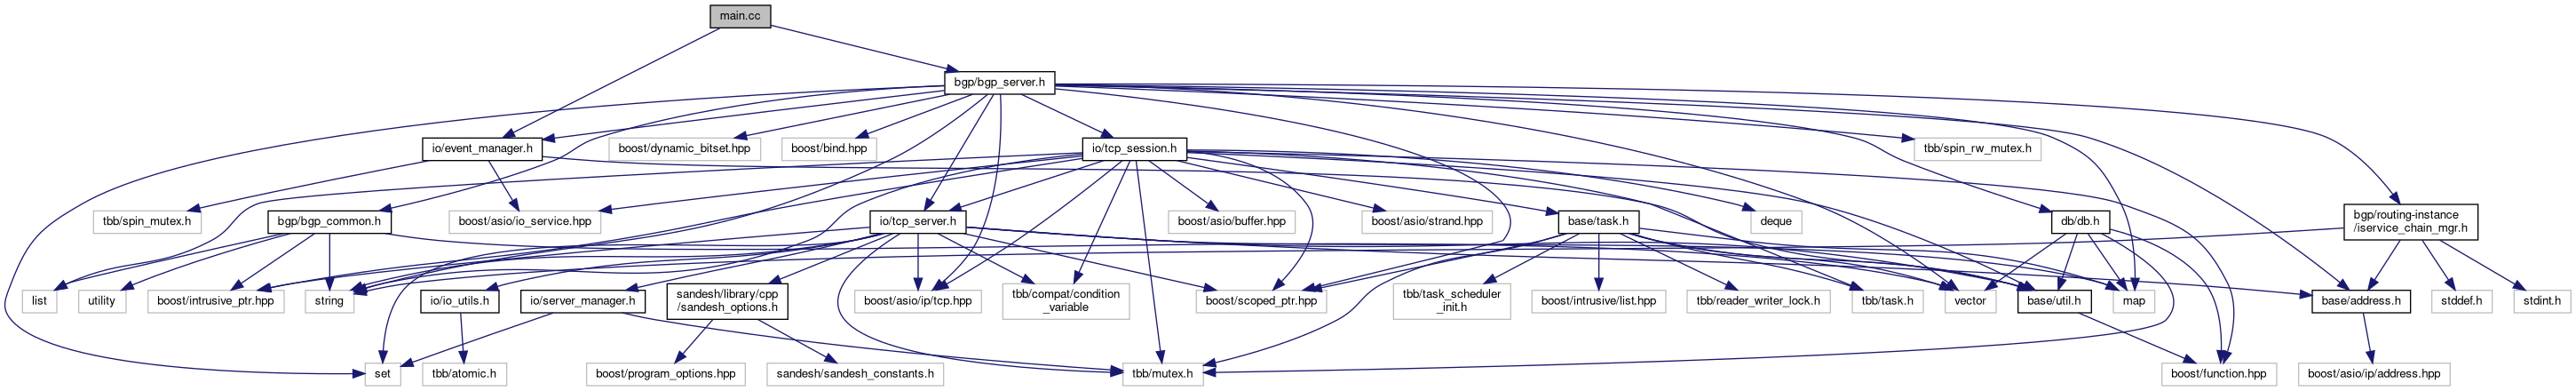 main.cc
bgp/bgp_server.h
io/event_manager.h
boost/dynamic_bitset.hpp
boost/bind.hpp
io/tcp_session.h
tbb/spin_rw_mutex.h
tbb/spin_mutex.h
bgp/bgp_common.h
boost/asio/io_service.hpp
io/tcp_server.h
boost/asio/buffer.hpp
boost/asio/strand.hpp
base/task.h
deque
db/db.h
bgp/routing-instance
/iservice_chain_mgr.h
list
utility
boost/intrusive_ptr.hpp
string
io/io_utils.h
io/server_manager.h
sandesh/library/cpp
/sandesh_options.h
boost/asio/ip/tcp.hpp
tbb/compat/condition
_variable
boost/scoped_ptr.hpp
tbb/task_scheduler
_init.h
boost/intrusive/list.hpp
tbb/reader_writer_lock.h
tbb/task.h
vector
base/util.h
map
base/address.h
stddef.h
stdint.h
set
tbb/atomic.h
boost/program_options.hpp
sandesh/sandesh_constants.h
tbb/mutex.h
boost/function.hpp
boost/asio/ip/address.hpp